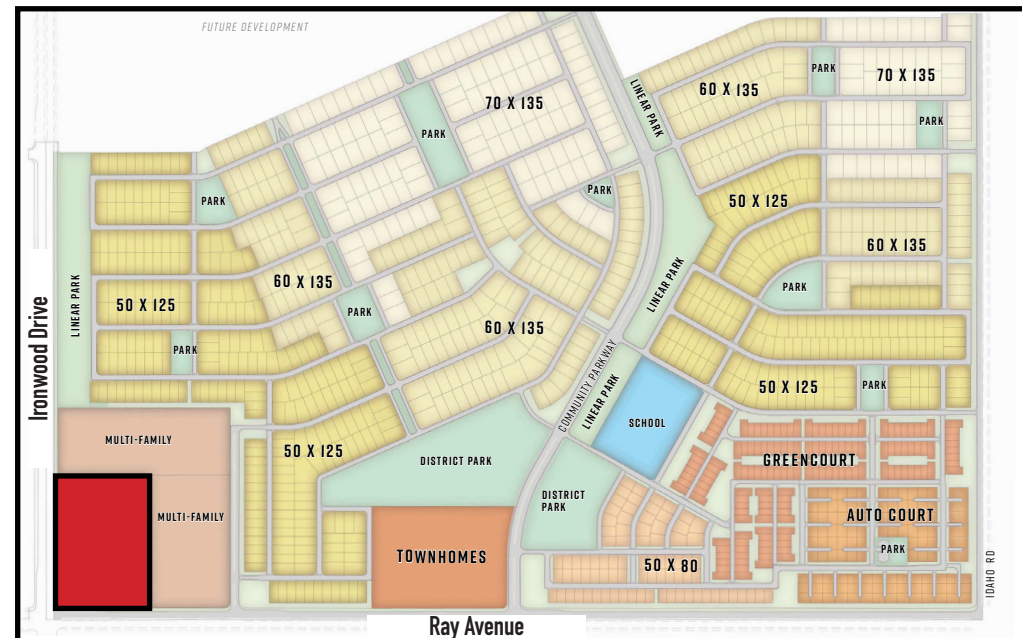 FUTURE DEVELOPMENT
PARK
70 X 135
60 X 135
LINEAR PARK
70 X 135
PARK
PARK
PARK
PARK
50 X 125
60 X 135
LINEAR PARK
60 X 135
PARK
LINEAR PARK
50 X 125
PARK
60 X 135
PARK
COMMUNITY PARKWAY
LINEAR PARK
50 X 125
PARK
Ironwood Drive
MULTI-FAMILY
50 X 125
DISTRICT PARK
SCHOOL
GREENCOURT
MULTI-FAMILY
DISTRICT
PARK
AUTO COURT
TOWNHOMES
50 X 80
PARK
IDAHO RD
Ray Avenue